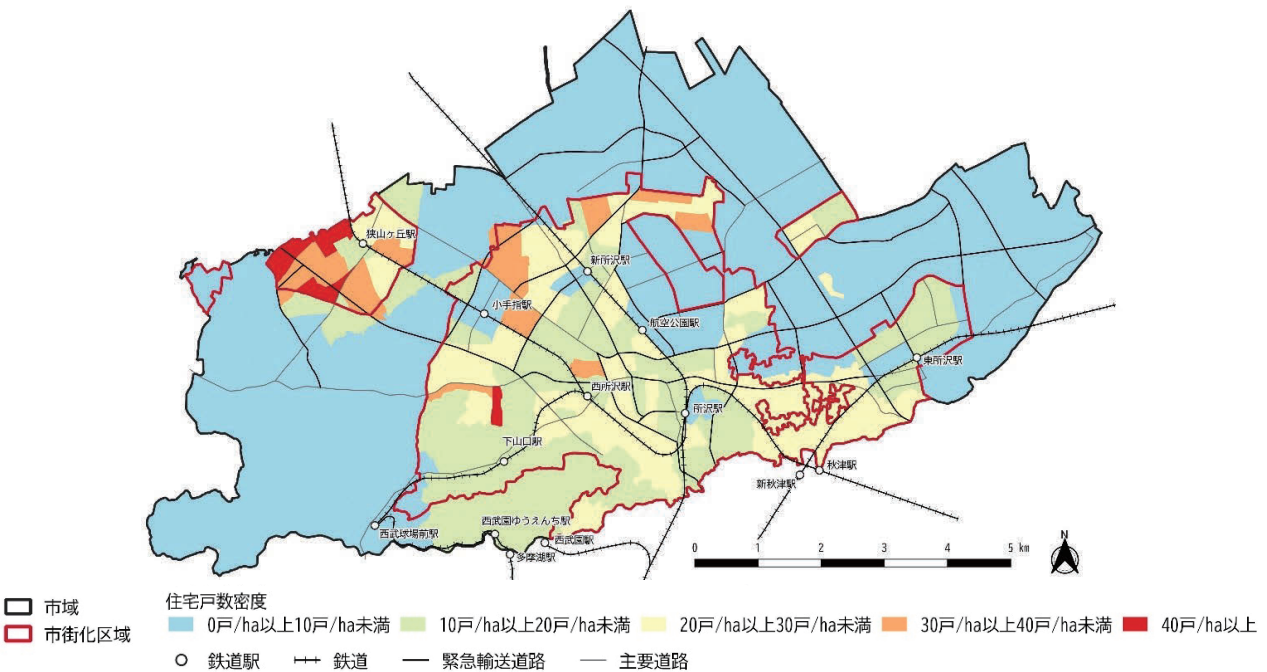 狭山ヶ丘駅
新所沢駅
小手指駅
航空公園駅
東所沢駅
西所沢駅
所沢駅
下山口駅
秋津駅
新秋津駅
西武園ゆうえんち駅
西武球場前駅
西武園駅
多摩湖駅
N
0 1 2 3 4 5 km
市域
市街化区域
住宅戸数密度
0戸/ha以上10戸/ha未満 10戸/ha以上20戸/ha未満 20戸/ha以上30戸/ha未満 30戸/ha以上40戸/ha未満 40戸/ha以上
鉄道駅 鉄道 緊急輸送道路 主要道路